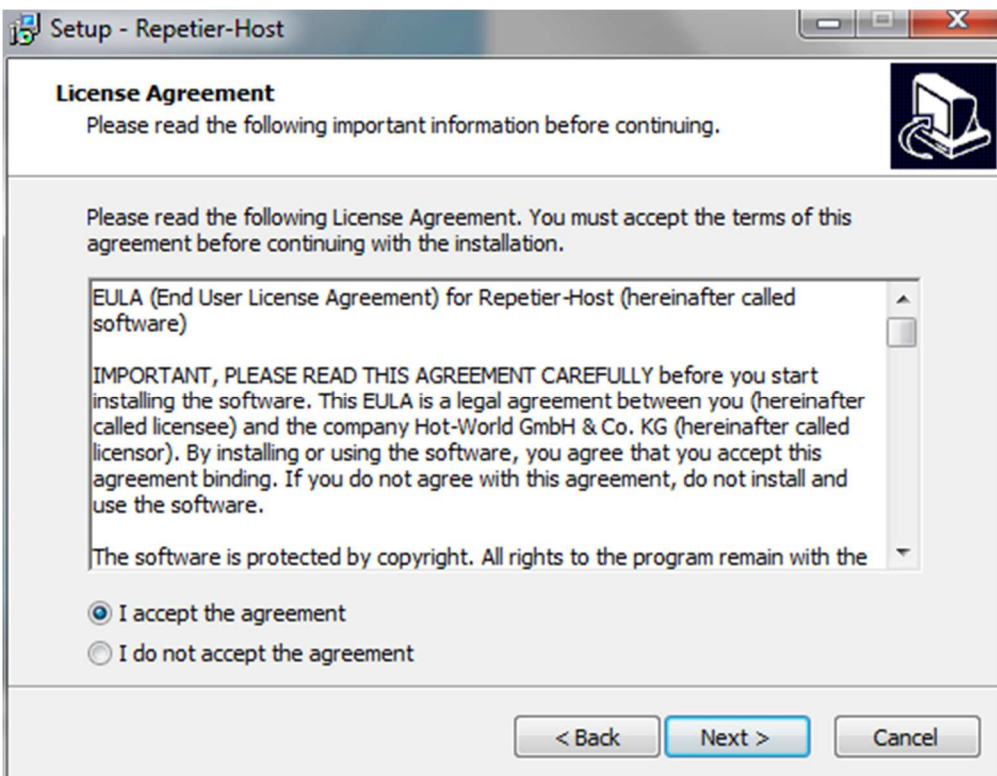 Setup - Repetier-Host
License Agreement
Please read the following important information before continuing.
Please read the following License Agreement. You must accept the terms of this
agreement before continuing with the installation.
EULA (End User License Agreement) for Repetier-Host (hereinafter called
software)
IMPORTANT, PLEASE READ THIS AGREEMENT CAREFULLY before you start
installing the software. This EULA is a legal agreement between you (hereinafter
called licensee) and the company Hot-World GmbH & Co. KG (hereinafter called
licensor). By installing or using the software, you agree that you accept this
agreement binding. If you do not agree with this agreement, do not install and
use the software.
The software is protected by copyright. All rights to the program remain with the
I accept the agreement
I do not accept the agreement
< Back Next > Cancel